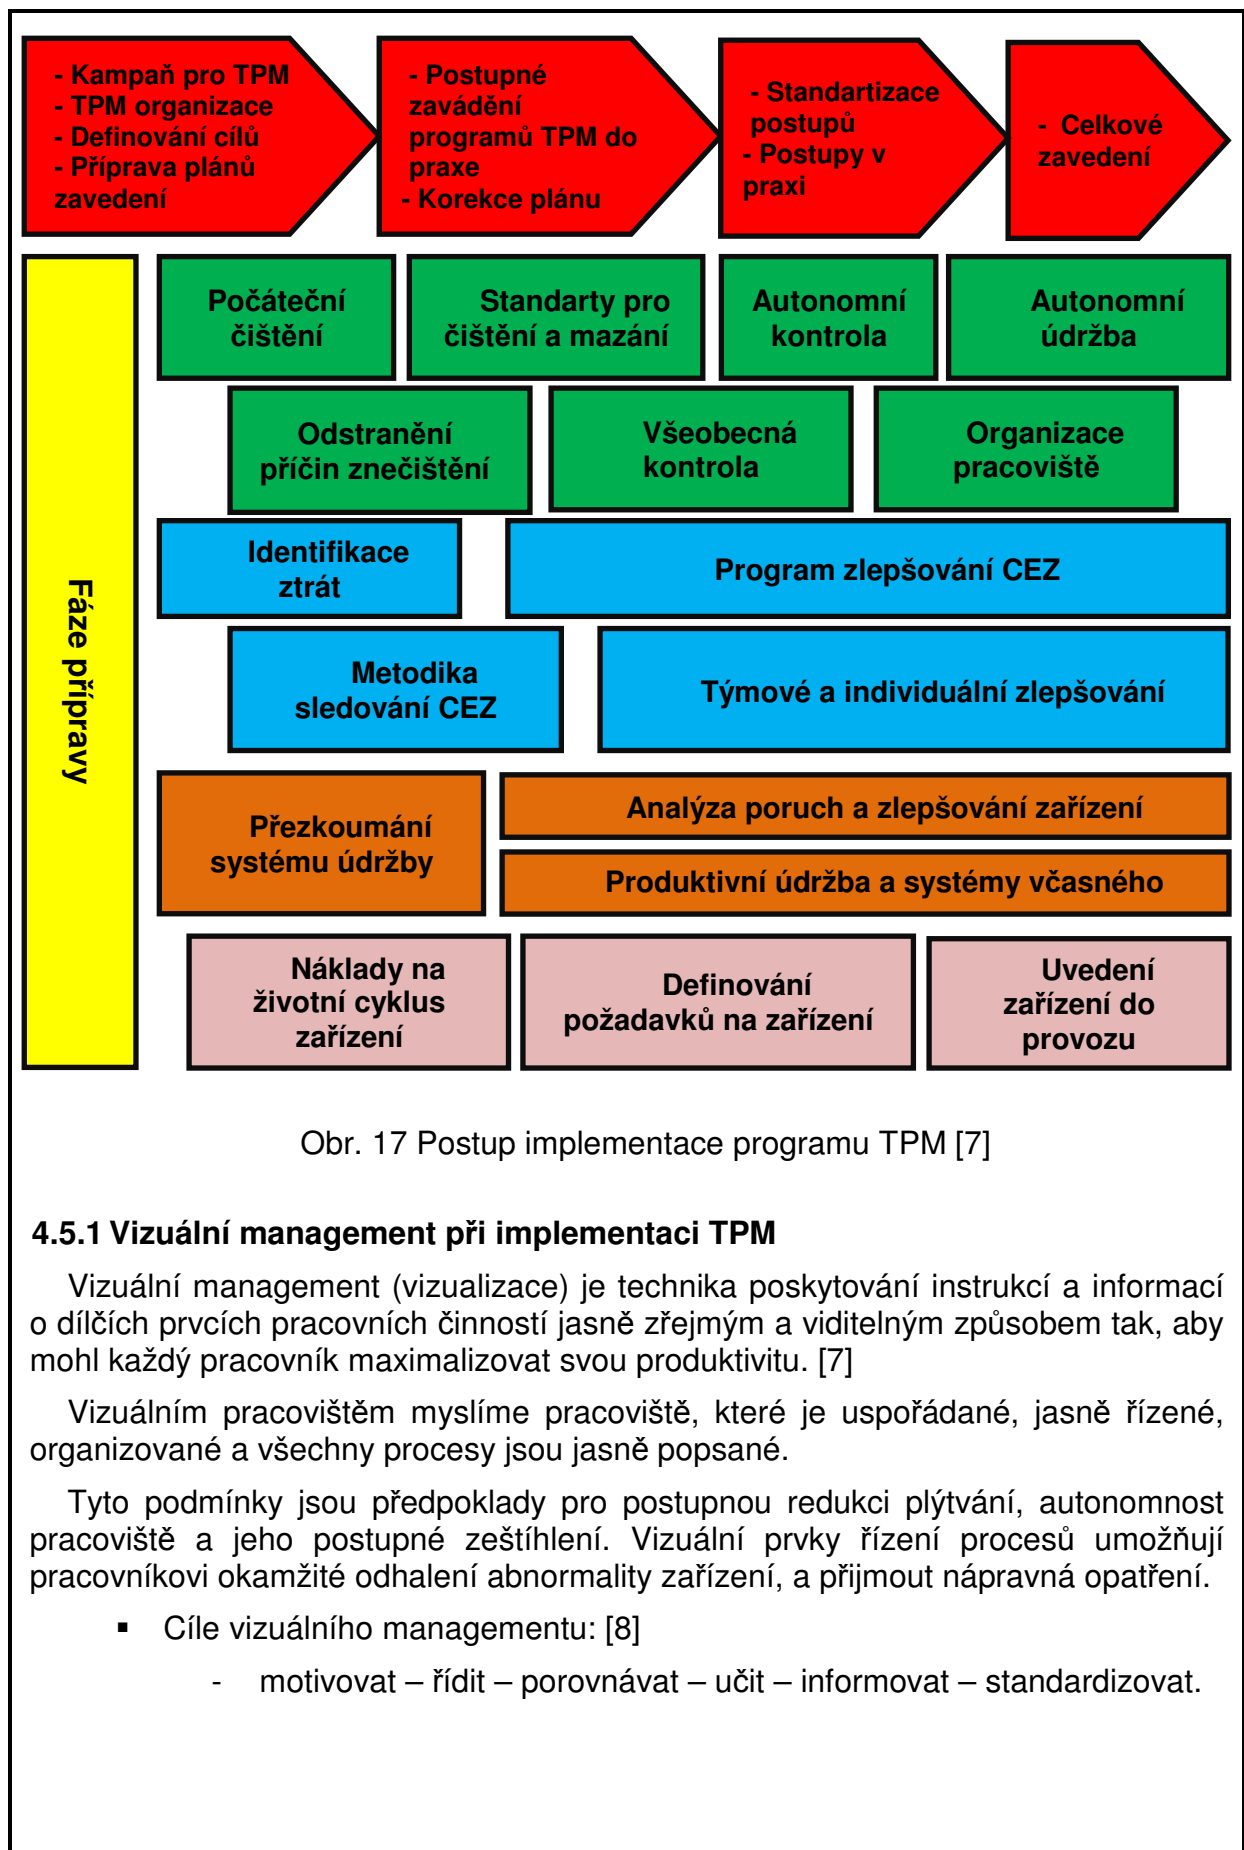 - Kampaň pro TPM
- TPM organizace
- Definování cílů
- Příprava plánů
zavedení
- Postupné
zavádění
programů TPM do
praxe
- Korekce plánu
- Standartizace
postupů
- Postupy v
praxi
- Celkové
zavedení
Fáze přípravy
Počáteční
čištění
Standarty pro
čištění a mazání
Autonomní
kontrola
Autonomní
údržba
Odstranění
příčin znečištění
Všeobecná
kontrola
Organizace
pracoviště
Identifikace
ztrát
Program zlepšování CEZ
Metodika
sledování CEZ
Týmové a individuální zlepšování
Přezkoumání
systému údržby
Analýza poruch a zlepšování zařízení
Produktivní údržba a systémy včasného
Náklady na
životní cyklus
zařízení
Definování
požadavků na zařízení
Uvedení
zařízení do
provozu
Obr. 17 Postup implementace programu TPM [7]
4.5.1 Vizuální management při implementaci TPM
Vizuální management (vizualizace) je technika poskytování instrukcí a informací
o dílčích prvcích pracovních činností jasně zřejmým a viditelným způsobem tak, aby
mohl každý pracovník maximalizovat svou produktivitu. [7]
Vizuálním pracovištěm myslíme pracoviště, které je uspořádané, jasně řízené,
organizované a všechny procesy jsou jasně popsané.
Tyto podmínky jsou předpoklady pro postupnou redukci plýtvání, autonomnost
pracoviště a jeho postupné zeštíhlení. Vizuální prvky řízení procesů umožňují
pracovníkovi okamžité odhalení abnormality zařízení, a přijmout nápravná opatření.
▪ Cíle vizuálního managementu: [8]
- motivovat – řídit – porovnávat – učit – informovat – standardizovat.